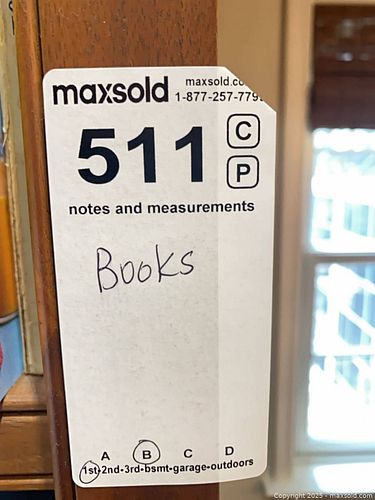 maxsold
maxsold.co
1-877-257-779
511
C
P
notes and measurements
Books
A B C D
1st-2nd-3rd-bsmt-garage-outdoors
Copyright 2025 - maxsold.com